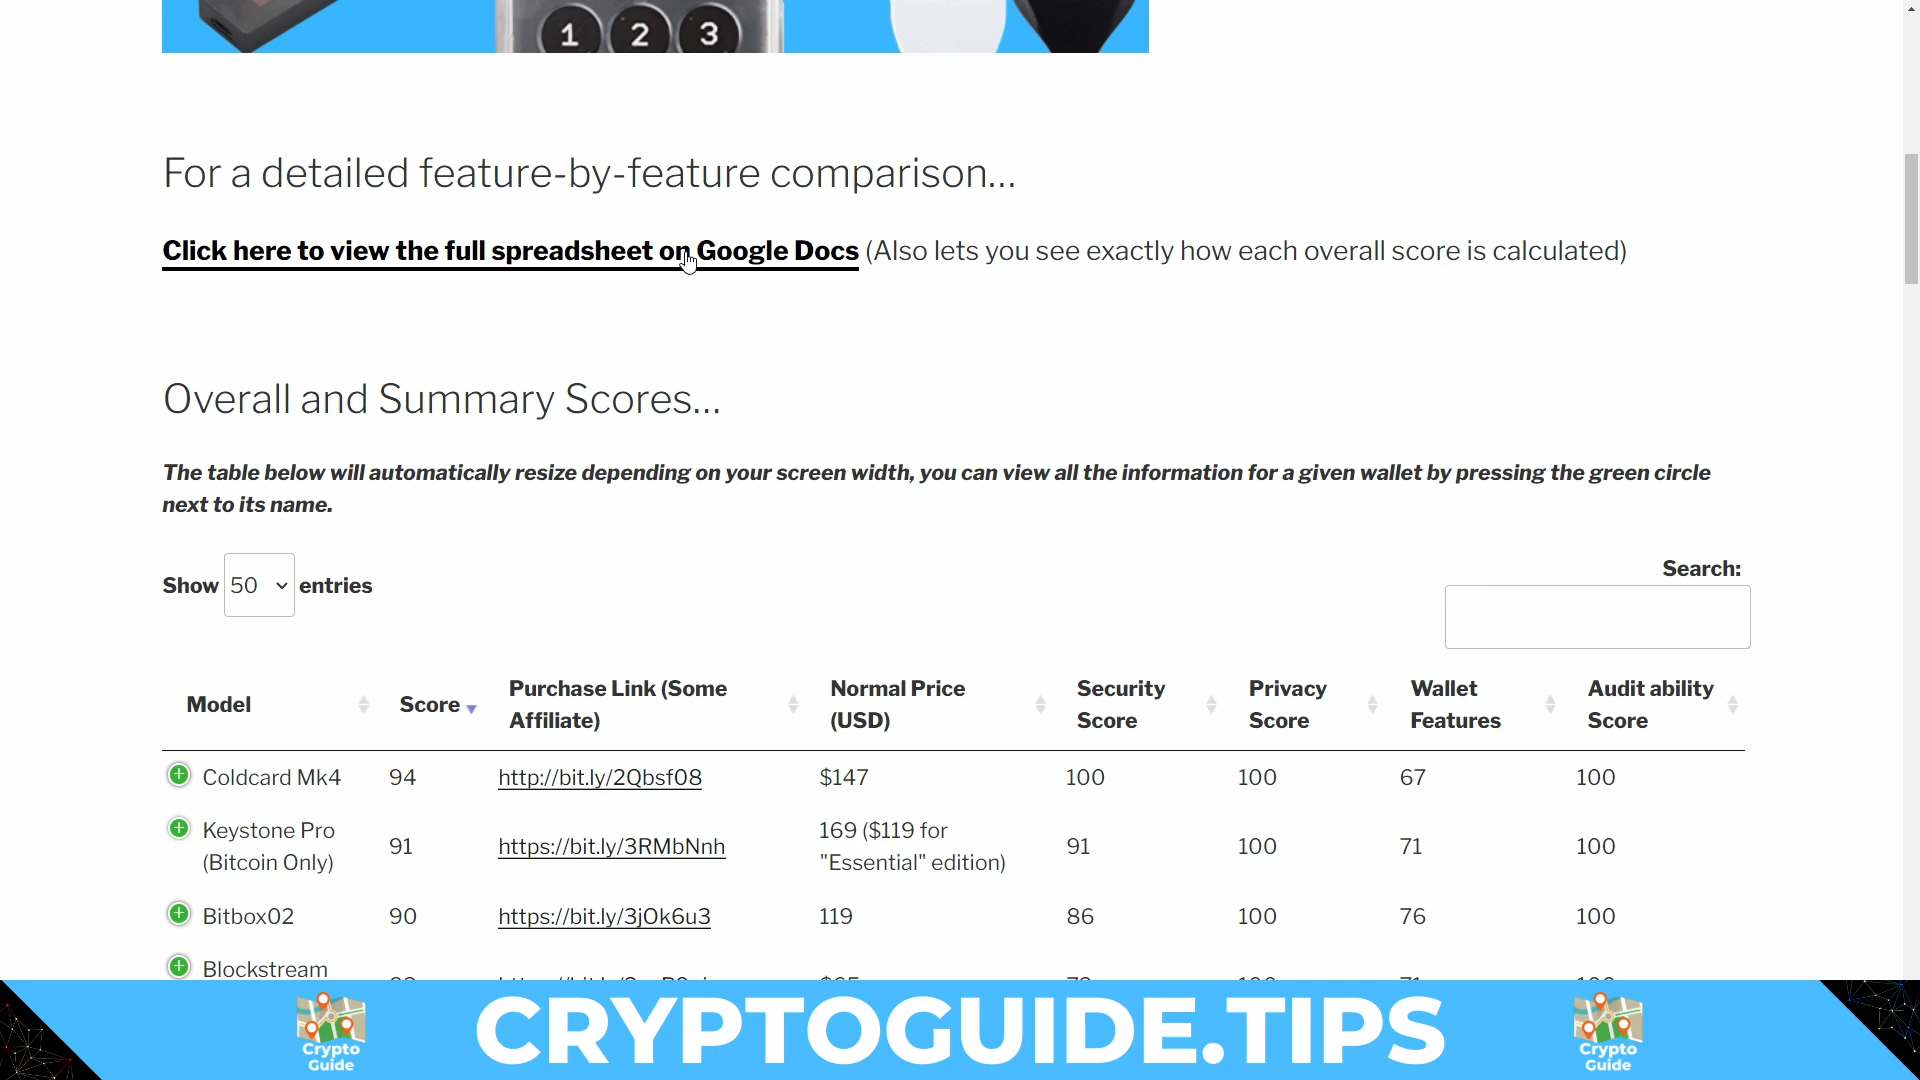 1 2 3
For a detailed feature-by-feature comparison...
Click here to view the full spreadsheet on Google Docs (Also lets you see exactly how each overall score is calculated)
Overall and Summary Scores...
The table below will automatically resize depending on your screen width, you can view all the information for a given wallet by pressing the green circle
next to its name.
Search:
Show 50 entries
Model Score Purchase Link (Some Affiliate) Normal Price (USD) Security Score Privacy Score Wallet Features Audit ability Score
Coldcard Mk4 94 http://bit.ly/2Qbsf08 $147 100 100 67 100
Keystone Pro (Bitcoin Only) 91 https://bit.ly/3RMbNnh 169 ($119 for "Essential" edition) 91 100 71 100
Bitbox02 90 https://bit.ly/3jOk6u3 119 86 100 76 100
Blockstream
Crypto Guide
CRYPTOGUIDE.TIPS
Crypto Guide